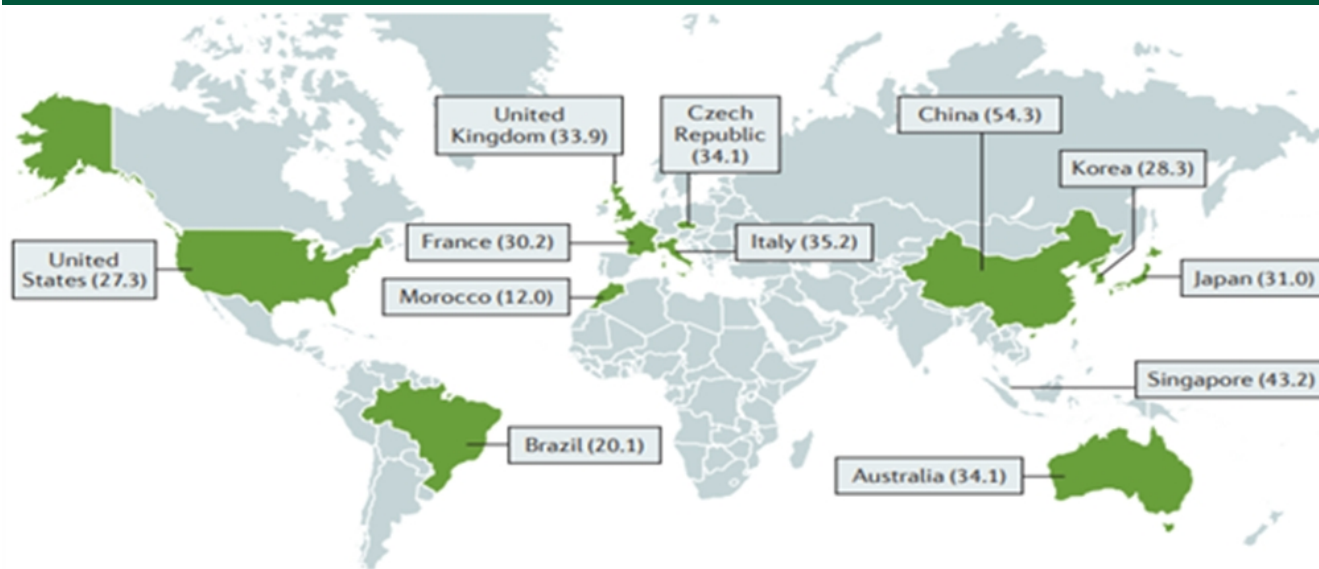 United
Kingdom (33.9)
Czech
Republic
(34.1)
China (54.3)
Korea (28.3)
France (30.2)
Italy (35.2)
United
States (27.3)
Morocco (12.0)
Japan (31.0)
Singapore (43.2)
Brazil (20.1)
Australia (34.1)